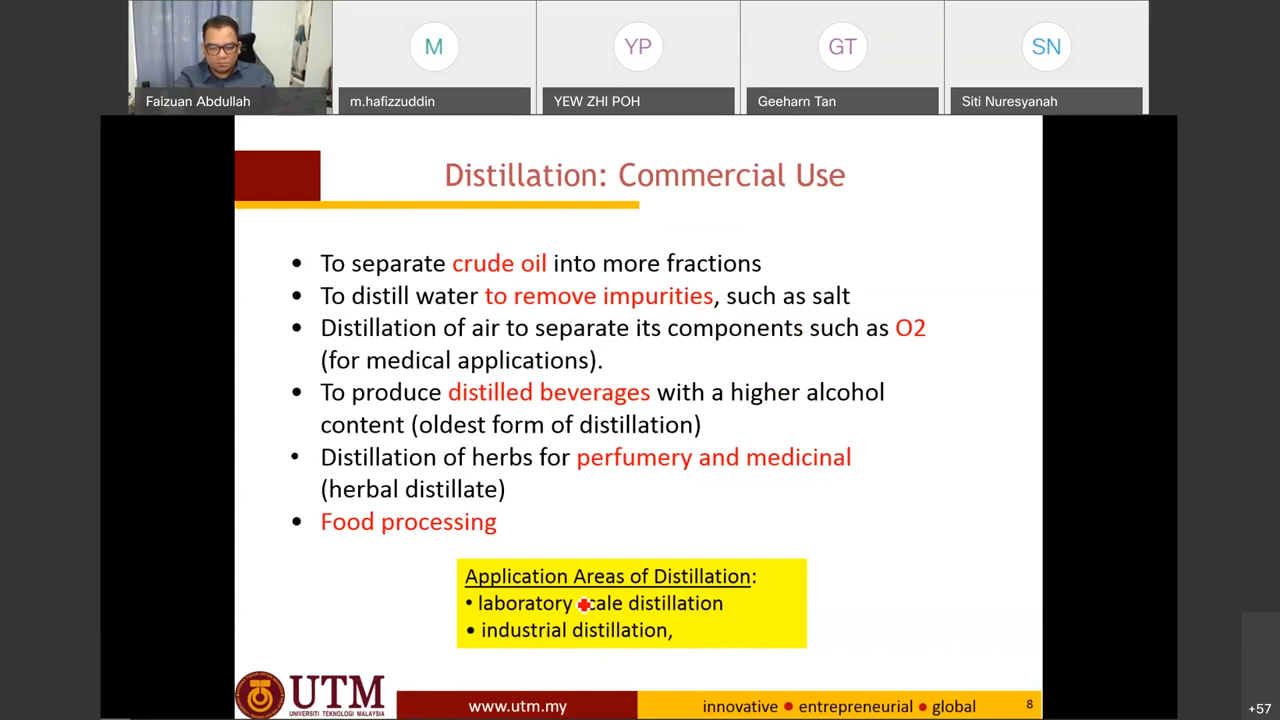 M
YP
GT
SN
Faizuan Abdullah
m.hafizzuddin
YEW ZHI POH
Geeharn Tan
Siti Nuresyanah
Distillation: Commercial Use
• To separate crude oil into more fractions
• To distill water to remove impurities, such as salt
• Distillation of air to separate its components such as O2
(for medical applications).
• To produce distilled beverages with a higher alcohol
content (oldest form of distillation)
• Distillation of herbs for perfumery and medicinal
(herbal distillate)
• Food processing
Application Areas of Distillation:
• laboratory scale distillation
• industrial distillation,
UTM
UNIVERSITI TEKNOLOGI MALAYSIA
www.utm.my
innovative ● entrepreneurial ● global
8
+57